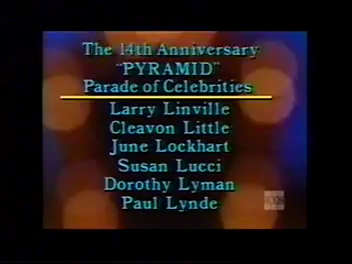 The 14th Anniversary
"PYRAMID"
Parade of Celebrities
Larry Linville
Cleavon Little
June Lockhart
Susan Lucci
Dorothy Lyman
Paul Lynde